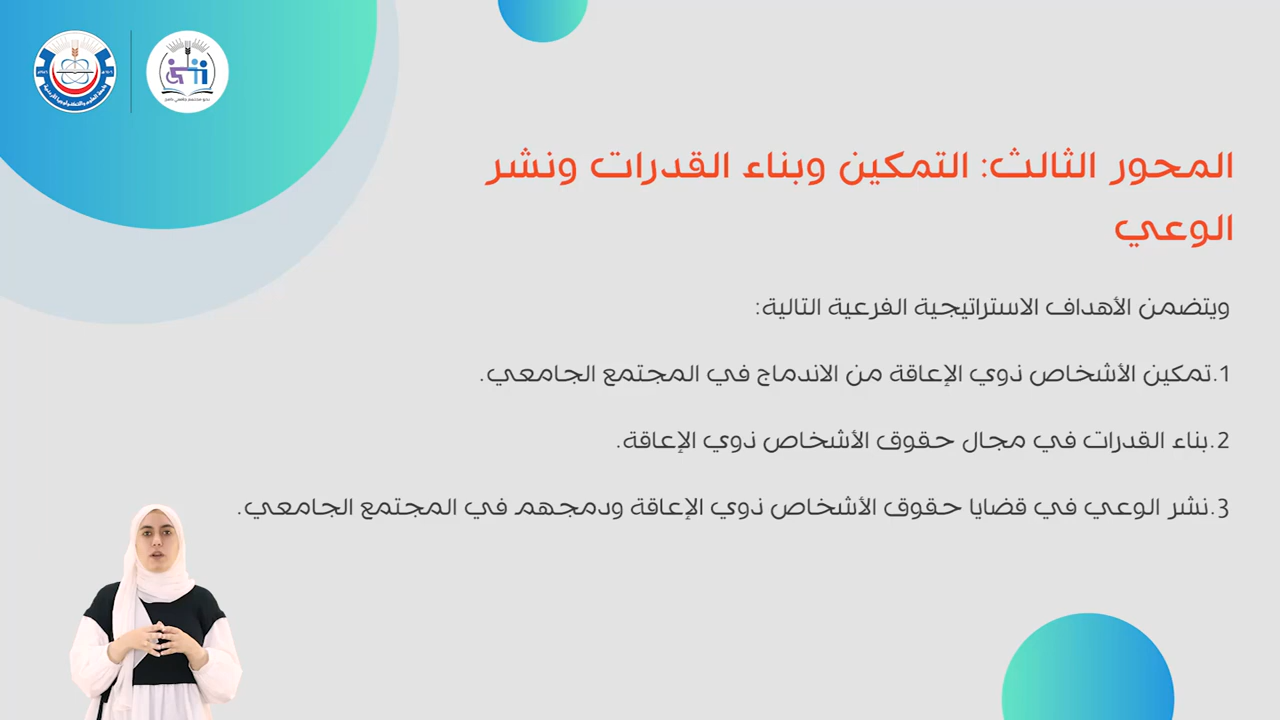 المحور الثالث: التمكين وبناء القدرات ونشر
الوعي
ويتضمن الأهداف الاستراتيجية الفرعية التالية:
1.تمكين الأشخاص ذوي الإعاقة من الاندماج في المجتمع الجامعي.
2.بناء القدرات في مجال حقوق الأشخاص ذوي الإعاقة.
3.نشر الوعي في قضايا حقوق الأشخاص ذوي الإعاقة ودمجهم في المجتمع الجامعي.